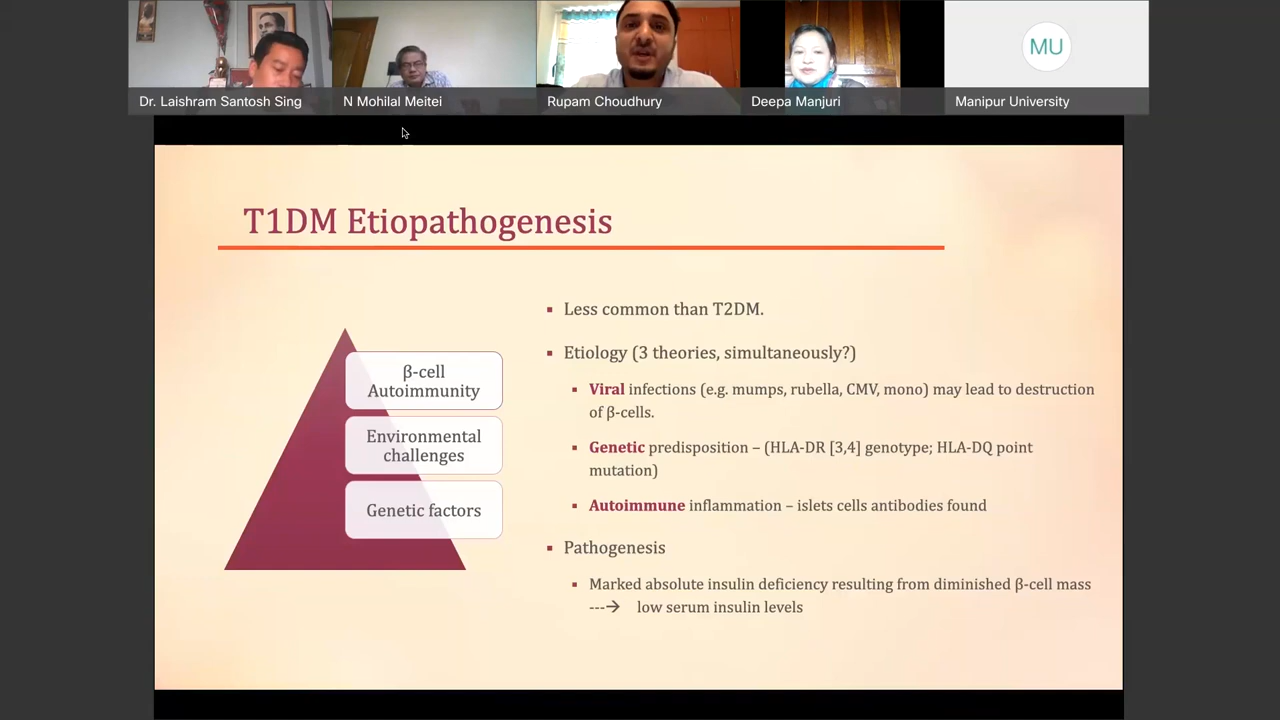 Dr. Laishram Santosh Sing
N Mohilal Meitei
Rupam Choudhury
Deepa Manjuri
MU
Manipur University
T1DM Etiopathogenesis
β-cell
Autoimmunity
Environmental
challenges
Genetic factors
▪ Less common than T2DM.
▪ Etiology (3 theories, simultaneously?)
▪ Viral infections (e.g. mumps, rubella, CMV, mono) may lead to destruction
of β-cells.
▪ Genetic predisposition – (HLA-DR [3,4] genotype; HLA-DQ point
mutation)
▪ Autoimmune inflammation – islets cells antibodies found
▪ Pathogenesis
▪ Marked absolute insulin deficiency resulting from diminished β-cell mass
---→ low serum insulin levels